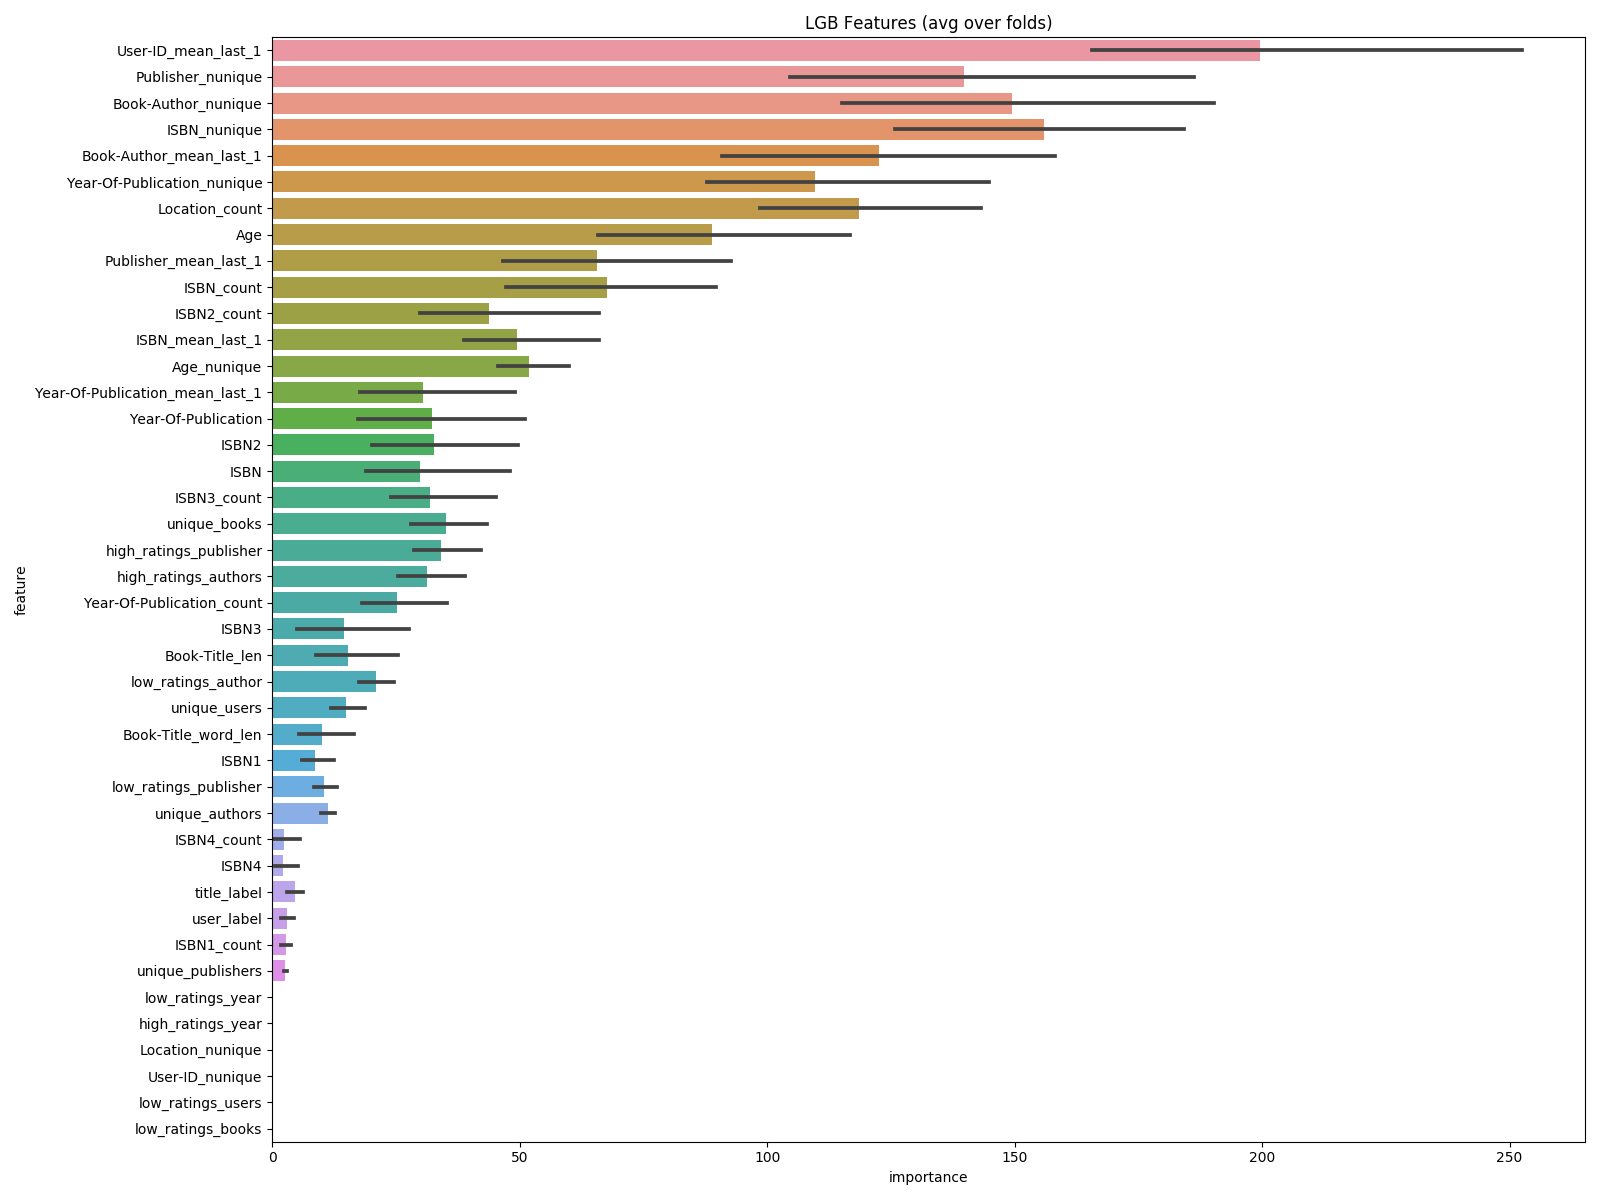 LGB Features (avg over folds)
User-ID_mean_last_1
Publisher_nunique
Book-Author_nunique
ISBN_nunique
Book-Author_mean_last_1
Year-Of-Publication_nunique
Location_count
Age
Publisher_mean_last_1
ISBN_count
ISBN2_count
ISBN_mean_last_1
Age_nunique
Year-Of-Publication_mean_last_1
Year-Of-Publication
ISBN2
ISBN
ISBN3_count
unique_books
high_ratings_publisher
high_ratings_authors
Year-Of-Publication_count
ISBN3
Book-Title_len
low_ratings_author
unique_users
Book-Title_word_len
ISBN1
low_ratings_publisher
unique_authors
ISBN4_count
ISBN4
title_label
user_label
ISBN1_count
unique_publishers
low_ratings_year
high_ratings_year
Location_nunique
User-ID_nunique
low_ratings_users
low_ratings_books
feature
0 50 100 150 200 250
importance